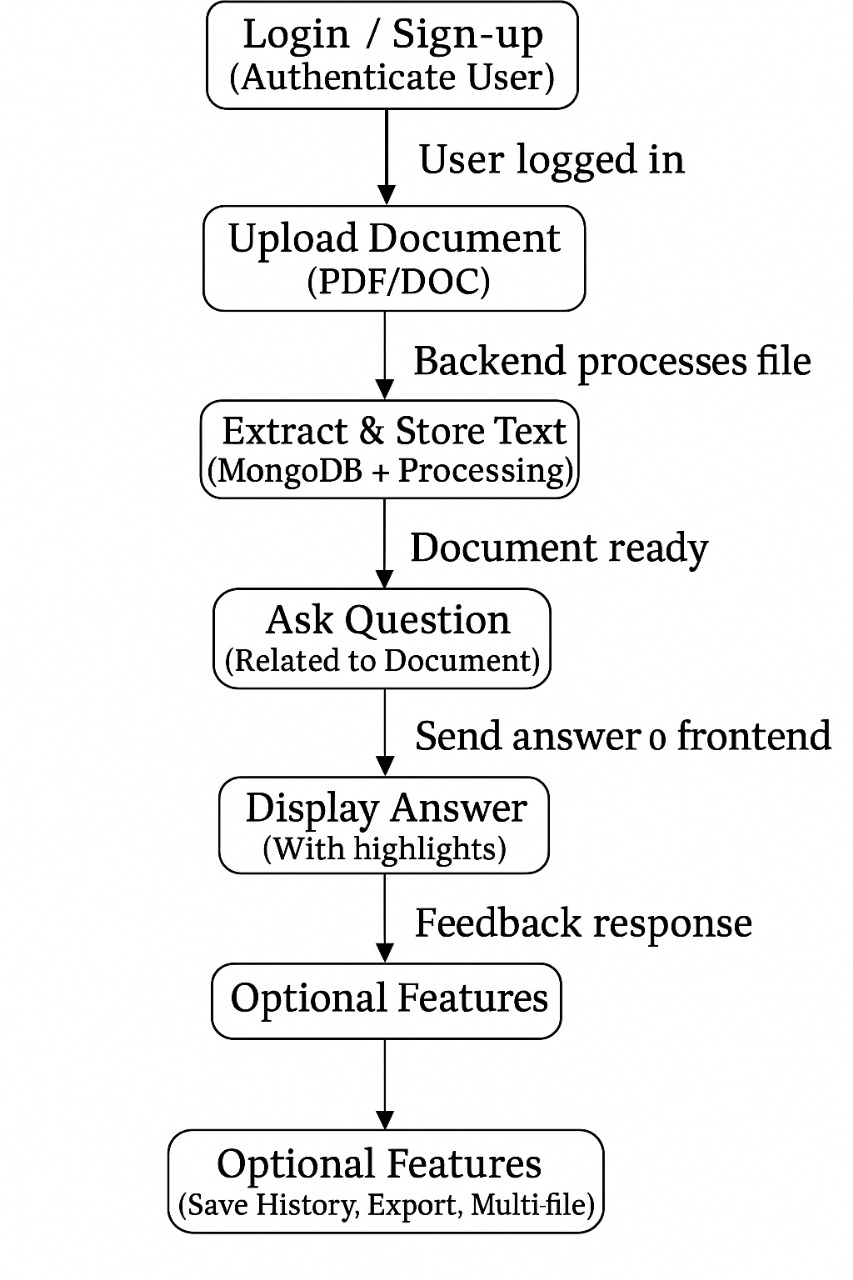 Login / Sign-up
(Authenticate User)
User logged in
Upload Document
(PDF/DOC)
Backend processes file
Extract & Store Text
(MongoDB + Processing)
Document ready
Ask Question
(Related to Document)
Send answer o frontend
Display Answer
(With highlights)
Feedback response
Optional Features
Optional Features
(Save History, Export, Multi-file)